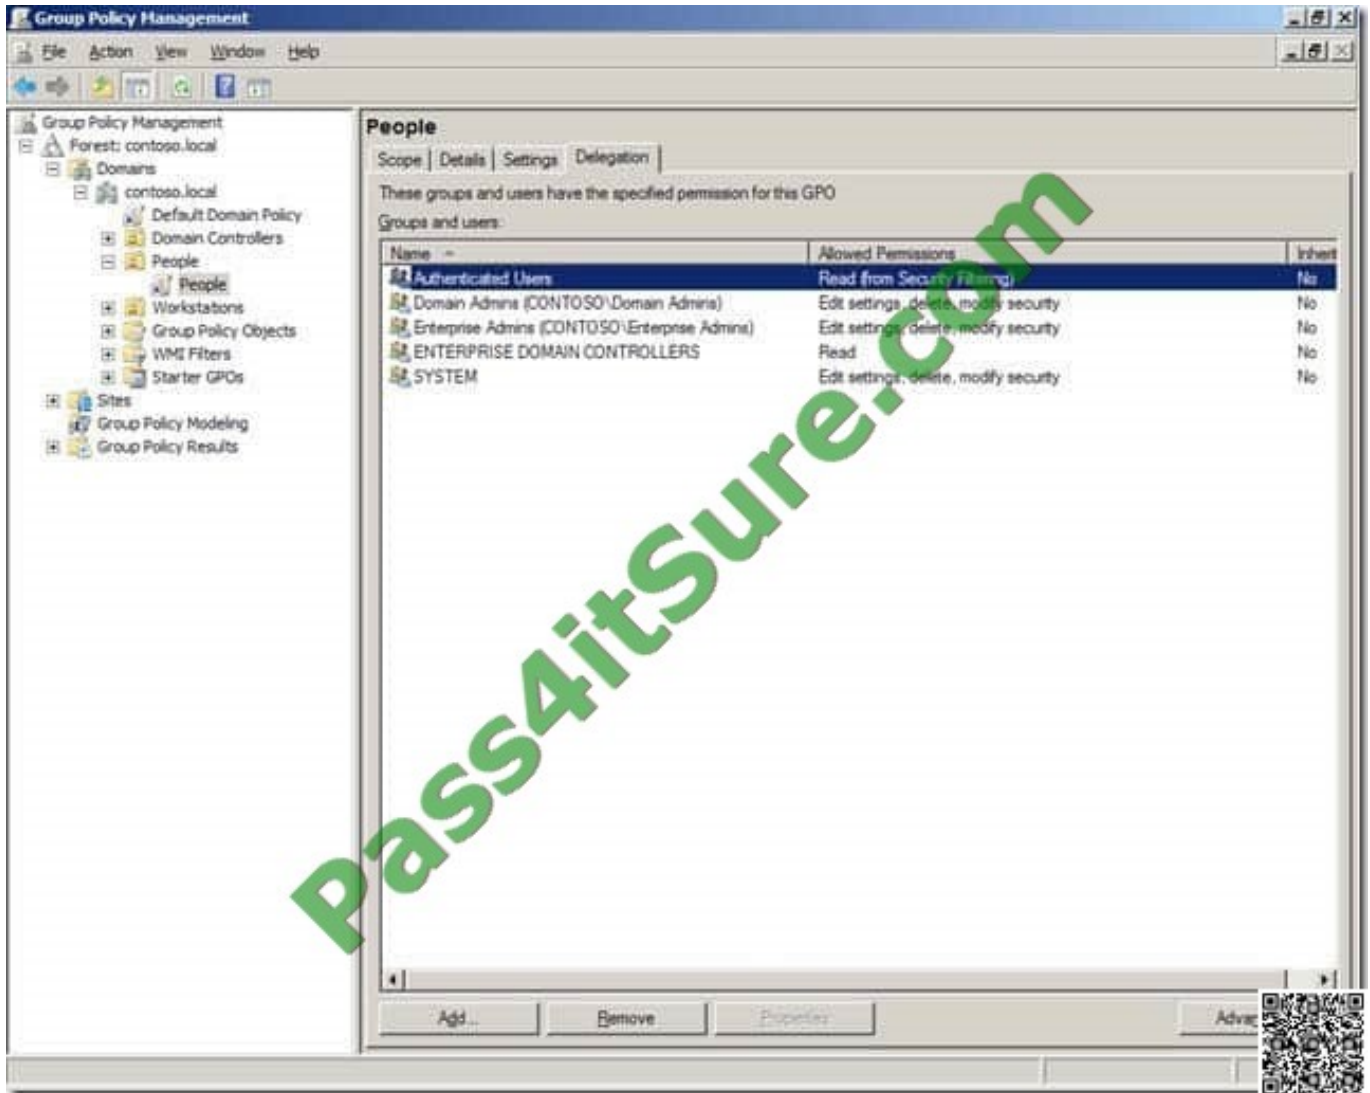 Group Policy Management
File Action View Window Help
Group Policy Management
Forest: contoso.local
Domains
contoso.local
Default Domain Policy
Domain Controllers
People
People
Workstations
Group Policy Objects
WMI Filters
Starter GPOs
Sites
Group Policy Modeling
Group Policy Results
People
Scope Details Settings Delegation
These groups and users have the specified permission for this GPO
Groups and users:
Name Allowed Permissions Inherit
Authenticated Users Read (from Security Filtering) No
Domain Admins (CONTOSO\Domain Admins) Edit settings, delete, modify security No
Enterprise Admins (CONTOSO\Enterprise Admins) Edit settings, delete, modify security No
ENTERPRISE DOMAIN CONTROLLERS Read No
SYSTEM Edit settings, delete, modify security No
Add... Remove Properties Advan
Pass4itSure.com